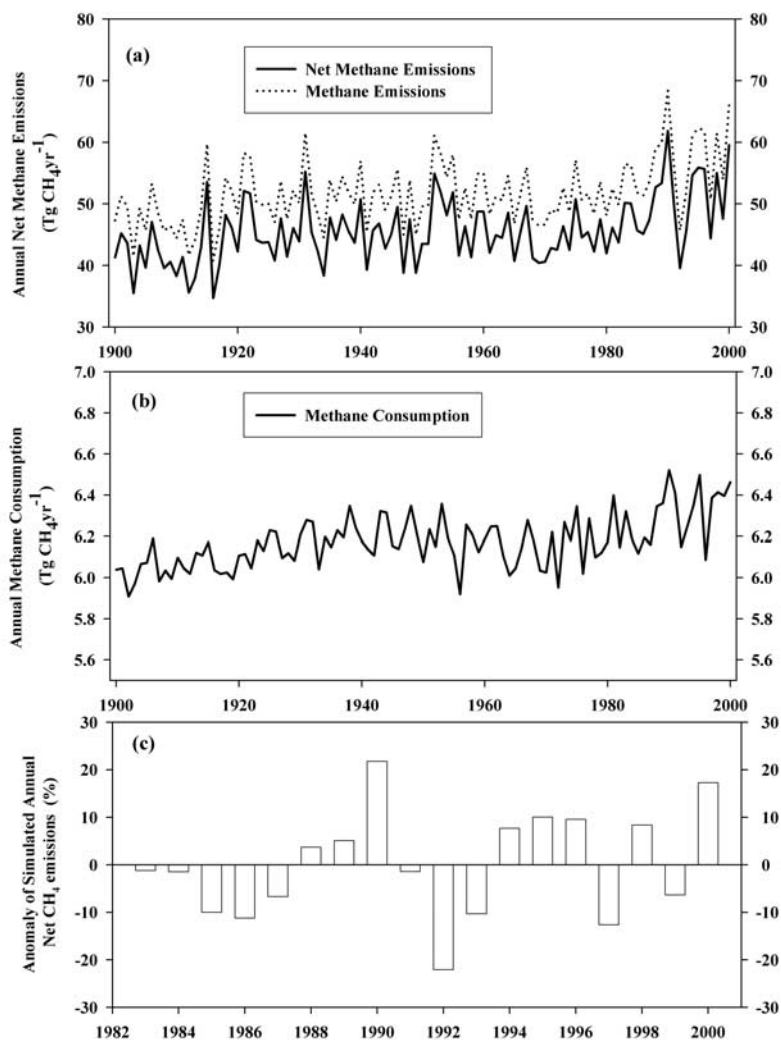 80
70
60
50
40
30
(a)
Net Methane Emissions
Methane Emissions
80
70
60
50
40
30
Annual Net Methane Emissions
(Tg CH4yr-1)
1900 1920 1940 1960 1980 2000
7.0
6.6
6.4
6.2
6.0
5.8
5.6
(b)
Methane Consumption
7.0
6.6
6.4
6.2
6.0
5.8
5.6
Annual Methane Consumption
(Tg CH4yr-1)
1900 1920 1940 1960 1980 2000
30
20
10
0
-10
-20
-30
(c)
30
20
10
0
-10
-20
-30
Anomaly of Simulated Annual
Net CH4 emissions (%)
1982 1984 1986 1988 1990 1992 1994 1996 1998 2000